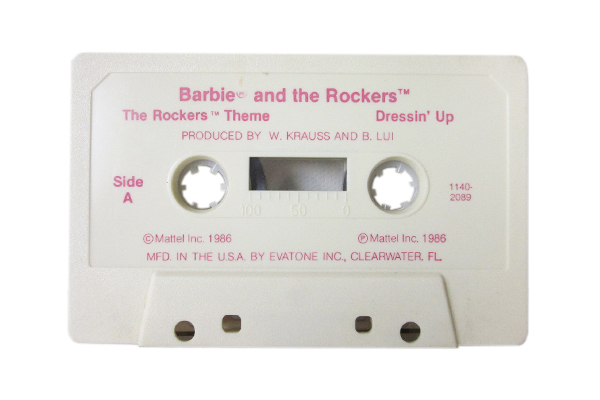 Barbie® and the Rockers™
The Rockers™ Theme Dressin' Up
PRODUCED BY W. KRAUSS AND B. LUI
Side
A
1140-
2089
100 50 0
©Mattel Inc. 1986 ℗Mattel Inc. 1986
MFD. IN THE U.S.A. BY EVATONE INC., CLEARWATER, FL.